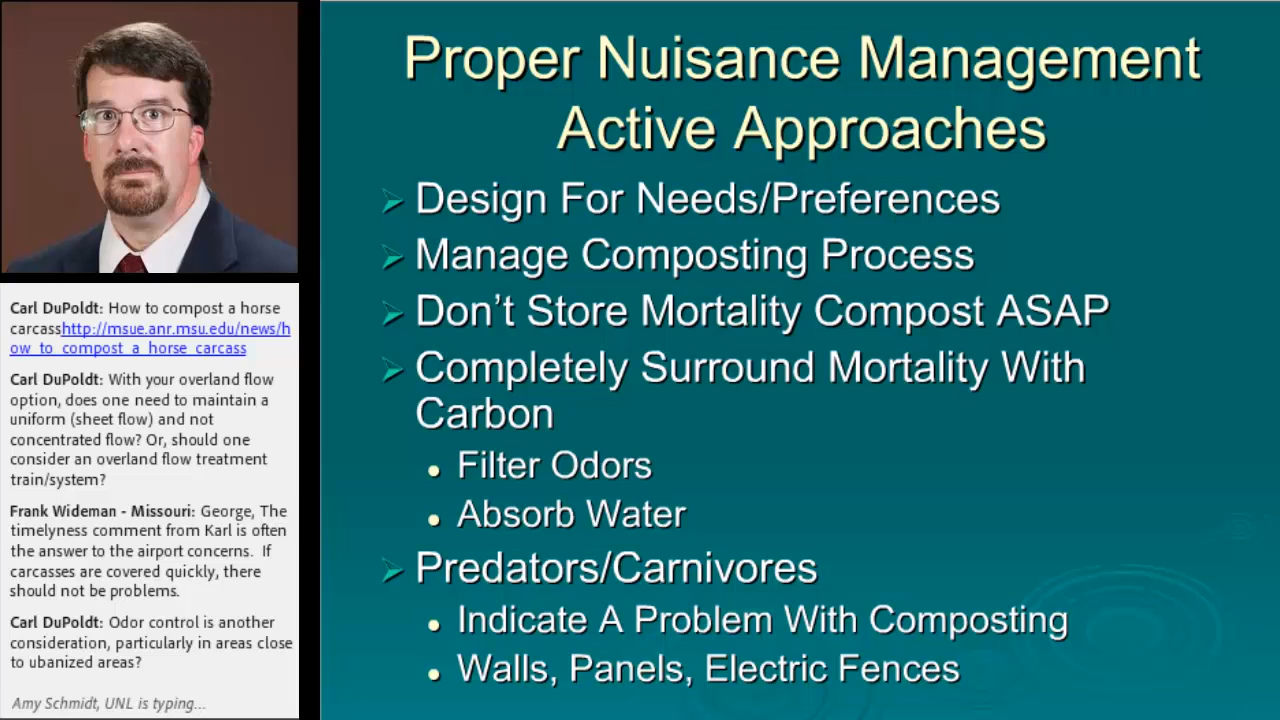 Proper Nuisance Management
Active Approaches
Design For Needs/Preferences
Manage Composting Process
Don't Store Mortality Compost ASAP
Completely Surround Mortality With
Carbon
Filter Odors
Absorb Water
Predators/Carnivores
Indicate A Problem With Composting
Walls, Panels, Electric Fences
Carl DuPoldt: How to compost a horse
carcasshttp://msue.anr.msu.edu/news/h
ow_to_compost_a_horse_carcass
Carl DuPoldt: With your overland flow
option, does one need to maintain a
uniform (sheet flow) and not
concentrated flow? Or, should one
consider an overland flow treatment
train/system?
Frank Wideman - Missouri: George, The
timelyness comment from Karl is often
the answer to the airport concerns. If
carcasses are covered quickly, there
should not be problems.
Carl DuPoldt: Odor control is another
consideration, particularly in areas close
to ubanized areas?
Amy Schmidt, UNL is typing...